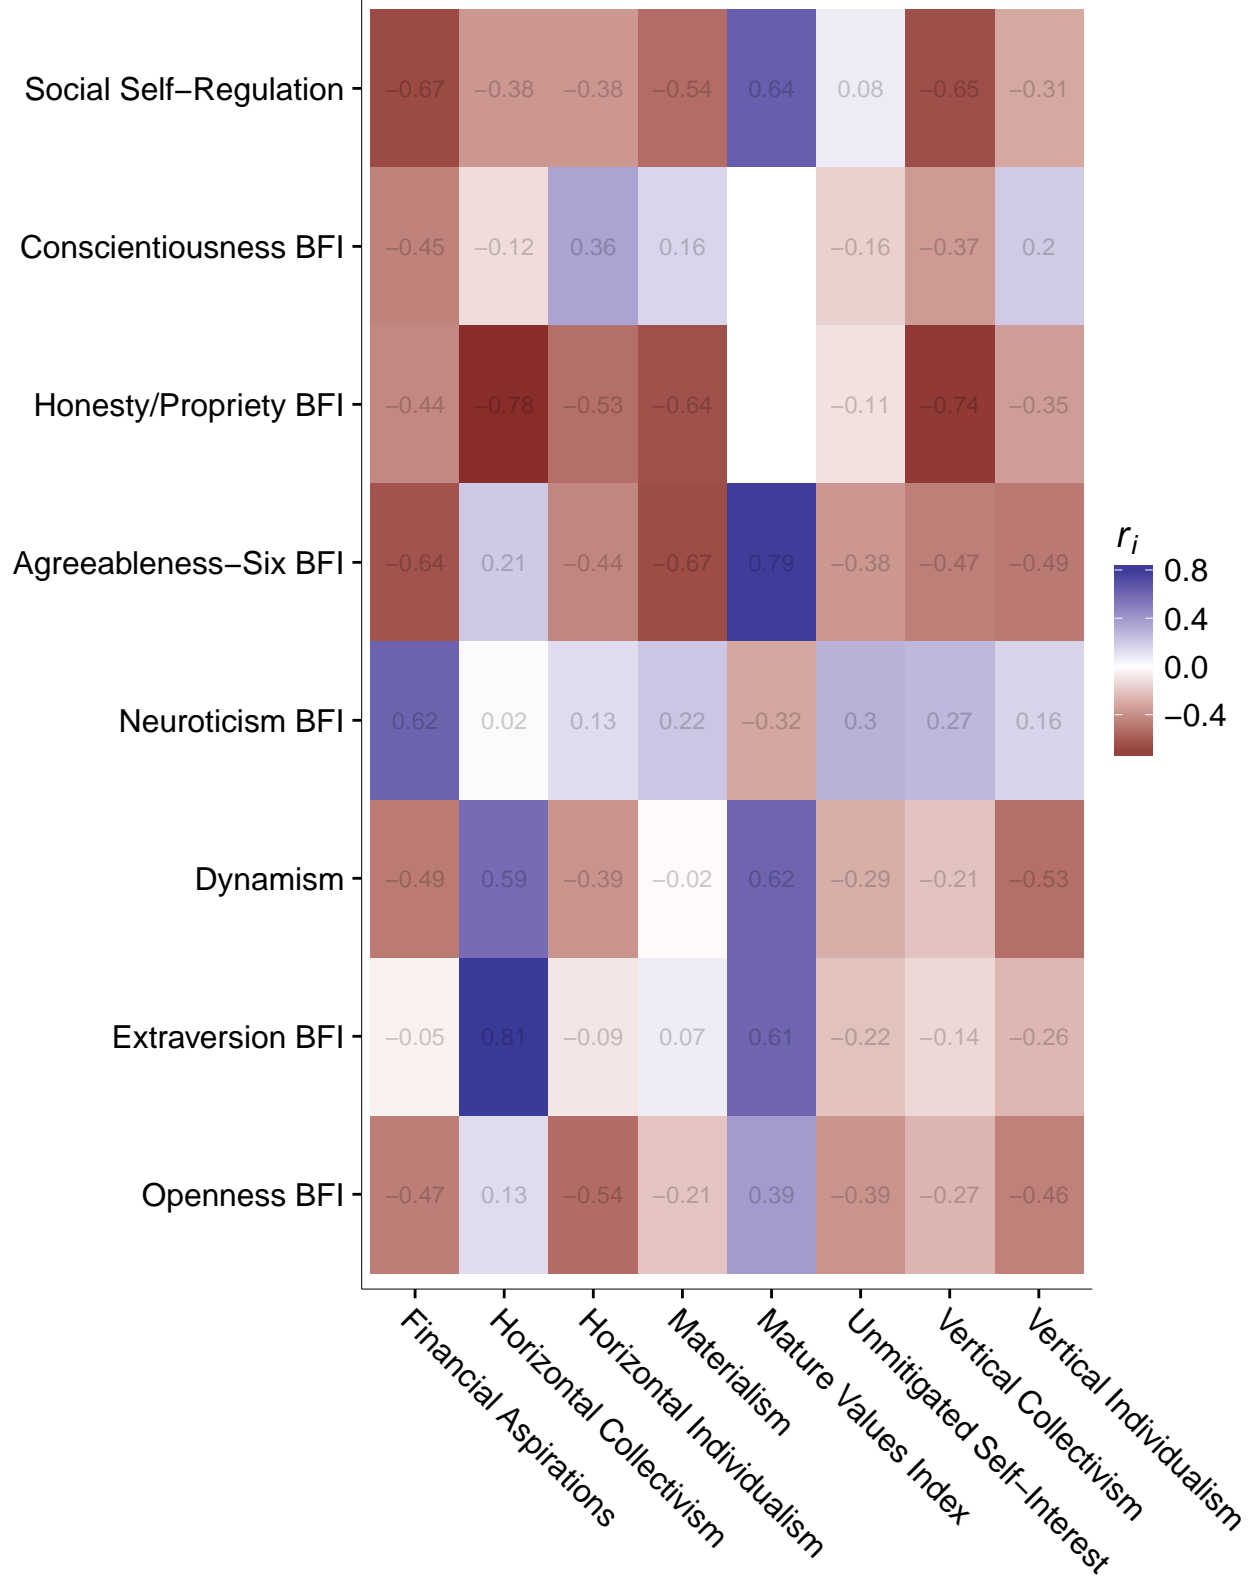 Social Self−Regulation −0.67 −0.38 −0.38 −0.54 0.64 0.08 −0.65 −0.31
Conscientiousness BFI −0.45 −0.12 0.36 0.16 −0.16 −0.37 0.2
Honesty/Propriety BFI −0.44 −0.78 −0.53 −0.64 −0.11 −0.74 −0.35
Agreeableness−Six BFI −0.64 0.21 −0.44 −0.67 0.79 −0.38 −0.47 −0.49
Neuroticism BFI 0.62 0.02 0.13 0.22 −0.32 0.3 0.27 0.16
Dynamism −0.49 0.59 −0.39 −0.02 0.62 −0.29 −0.21 −0.53
Extraversion BFI −0.05 0.81 −0.09 0.07 0.61 −0.22 −0.14 −0.26
Openness BFI −0.47 0.13 −0.54 −0.21 0.39 −0.39 −0.27 −0.46
Financial Aspirations
Horizontal Collectivism
Horizontal Individualism
Materialism
Mature Values Index
Unmitigated Self−Interest
Vertical Collectivism
Vertical Individualism
r i
0.8
0.4
0.0
−0.4